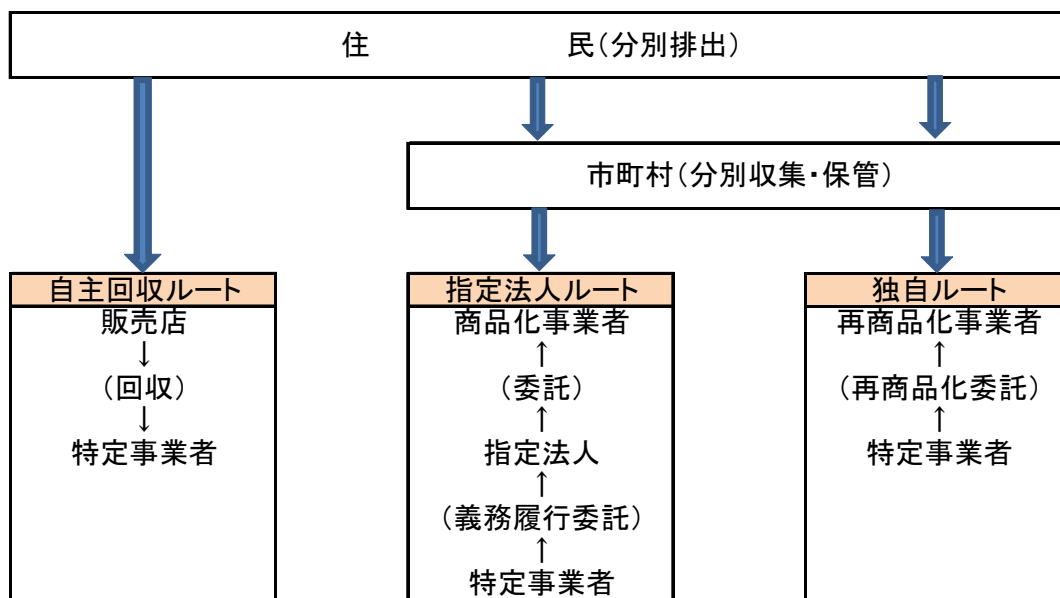 住　　　　　　民（分別排出）
市町村（分別収集・保管）
自主回収ルート
販売店
↓
（回収）
↓
特定事業者
指定法人ルート
商品化事業者
↑
（委託）
↑
指定法人
↑
（義務履行委託）
↑
特定事業者
独自ルート
再商品化事業者
↑
（再商品化委託）
↑
特定事業者